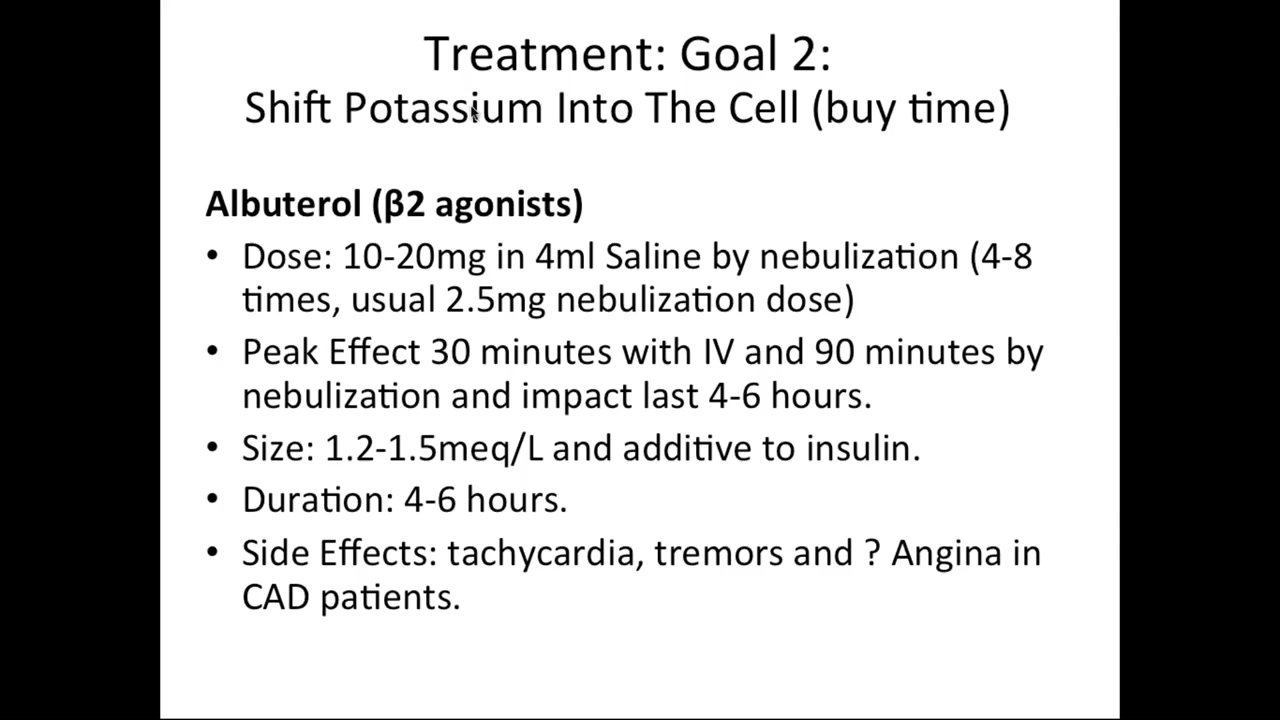 Treatment: Goal 2:
Shift Potassium Into The Cell (buy time)
Albuterol (β2 agonists)
• Dose: 10-20mg in 4ml Saline by nebulization (4-8
times, usual 2.5mg nebulization dose)
• Peak Effect 30 minutes with IV and 90 minutes by
nebulization and impact last 4-6 hours.
• Size: 1.2-1.5meq/L and additive to insulin.
• Duration: 4-6 hours.
• Side Effects: tachycardia, tremors and ? Angina in
CAD patients.